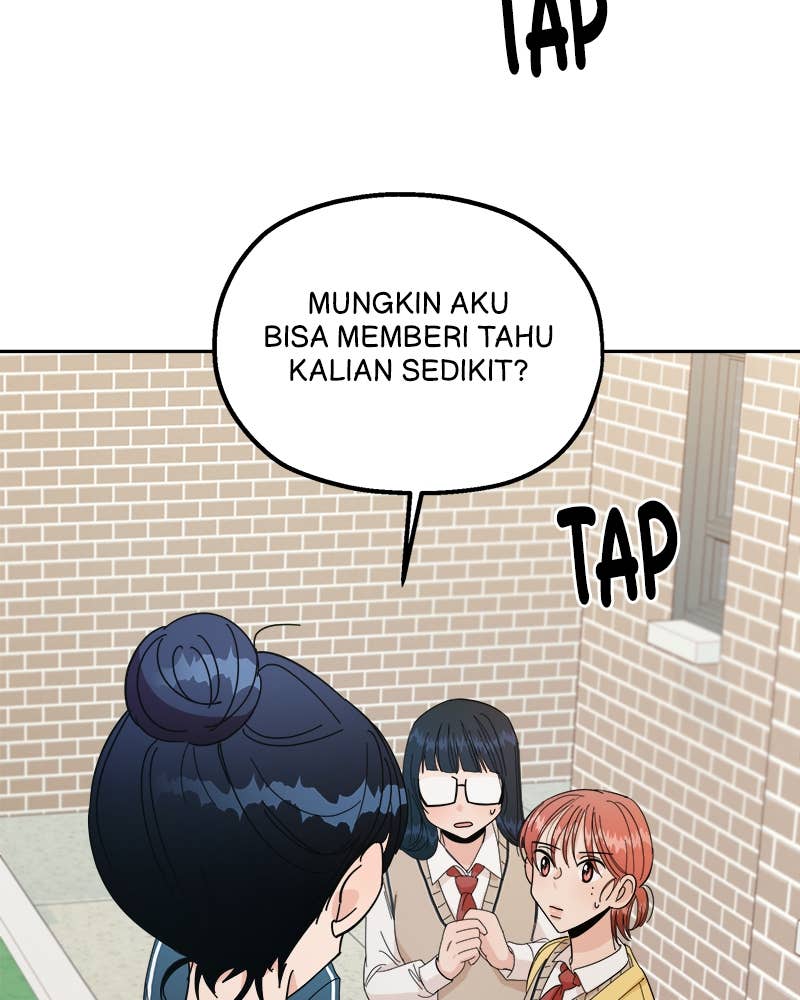 TAP
MUNGKIN AKU
BISA MEMBERI TAHU
KALIAN SEDIKIT?
TAP